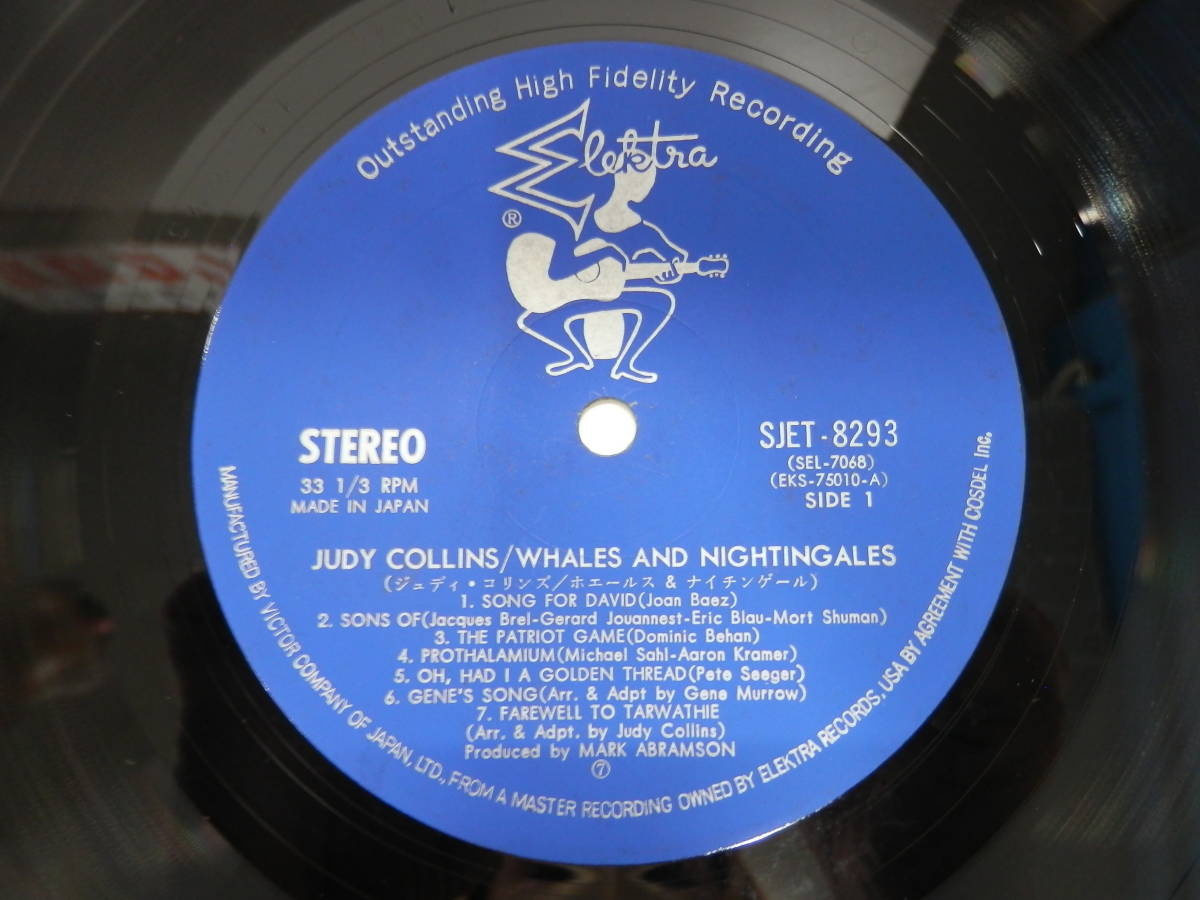 Outstanding High Fidelity Recording
Elektra
®
STEREO
33 1/3 RPM
MADE IN JAPAN
SJET-8293
(SEL-7068)
(EKS-75010-A)
SIDE 1
JUDY COLLINS/WHALES AND NIGHTINGALES
(ジュディ・コリンズ/ホエールス & ナイチンゲール)
1. SONG FOR DAVID(Joan Baez)
2. SONS OF(Jacques Brel-Gerard Jouannest-Eric Blau-Mort Shuman)
3. THE PATRIOT GAME(Dominic Behan)
4. PROTHALAMIUM(Michael Sahl-Aaron Kramer)
5. OH, HAD I A GOLDEN THREAD(Pete Seeger)
6. GENE'S SONG(Arr. & Adpt by Gene Murrow)
7. FAREWELL TO TARWATHIE
(Arr. & Adpt. by Judy Collins)
Produced by MARK ABRAMSON
⑦
MANUFACTURED BY VICTOR COMPANY OF JAPAN, LTD., FROM A MASTER RECORDING OWNED BY ELEKTRA RECORDS. USA BY AGREEMENT WITH COSDEL Inc.